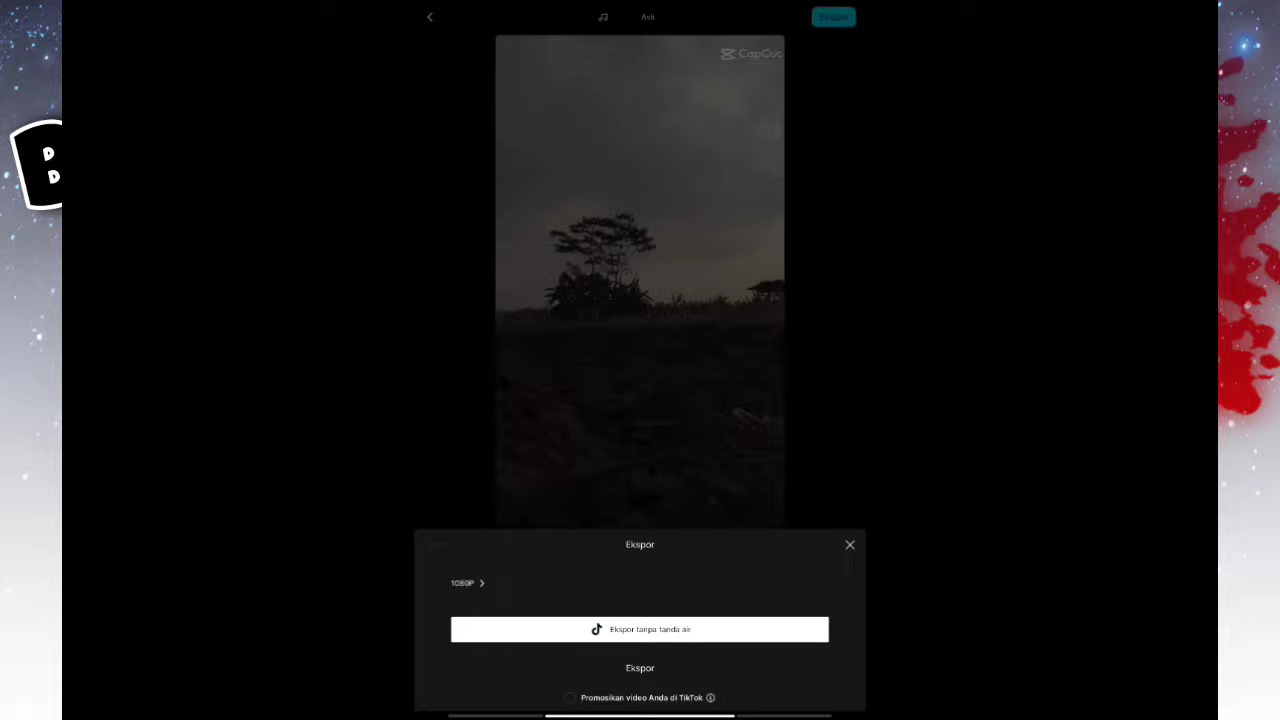 Asli
Ekspor
CapCut
B
D
D
Ekspor
1080P
Ekspor tanpa tanda air
Ekspor
Promosikan video Anda di TikTok